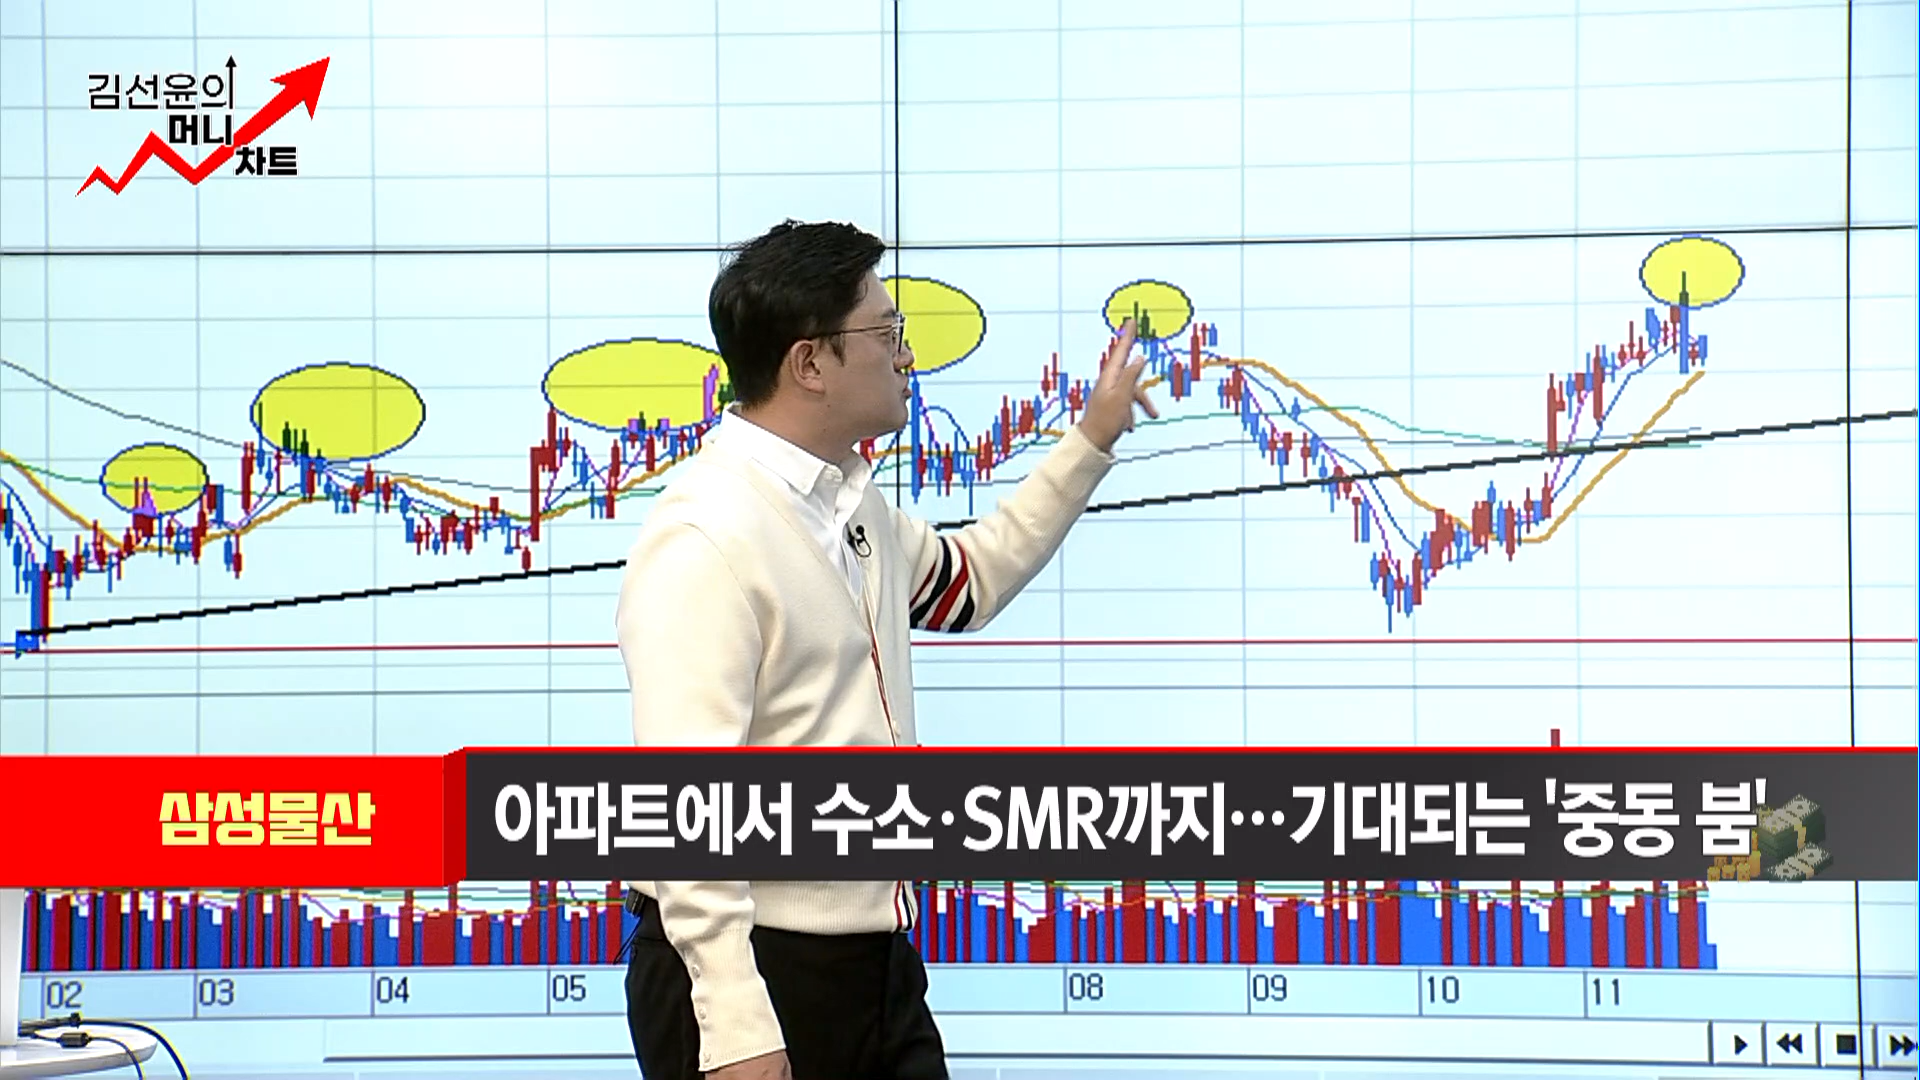 김선윤의
머니
차트
삼성물산
아파트에서 수소·SMR까지…기대되는 '중동 붐'
02 03 04 05 08 09 10 11